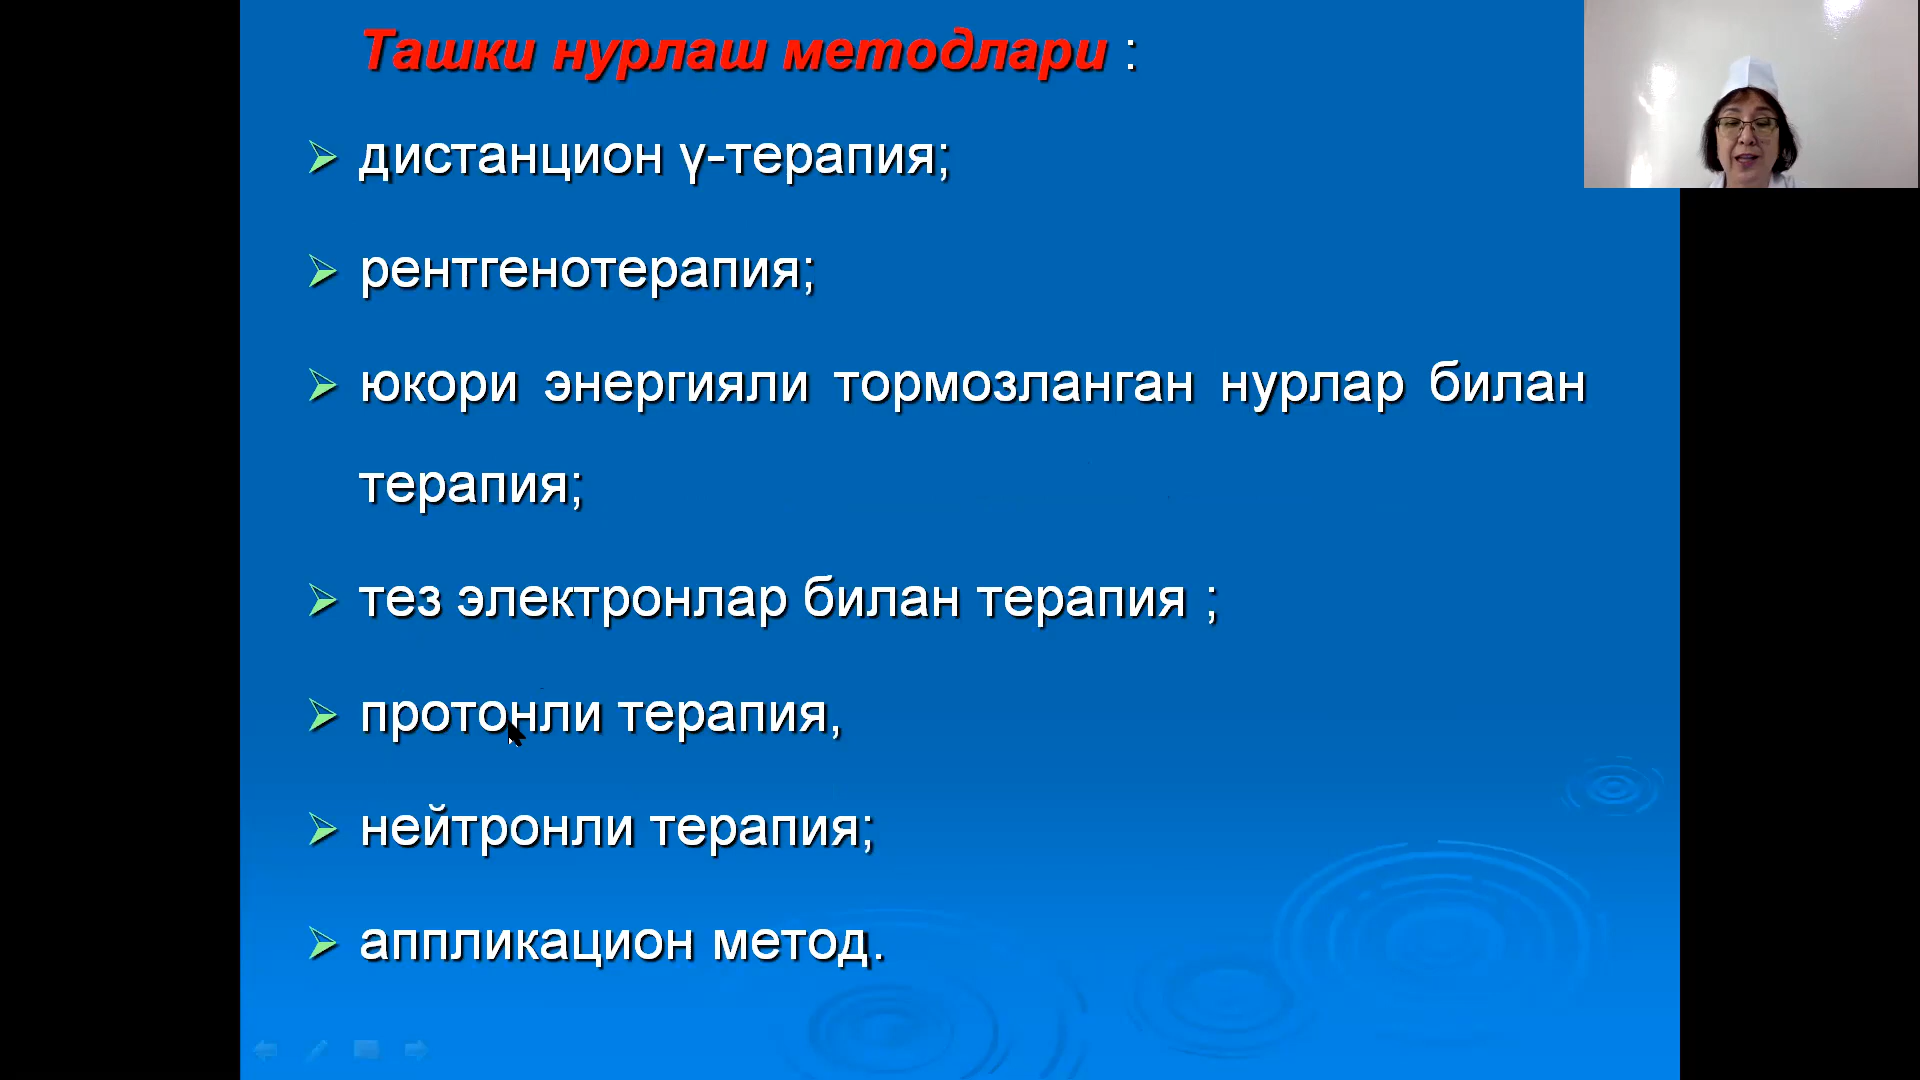 Ташки нурлаш методлари :
дистанцион γ-терапия;
рентгенотерапия;
юкори энергияли тормозланган нурлар билан
терапия;
тез электронлар билан терапия ;
протонли терапия,
нейтронли терапия;
аппликацион метод.